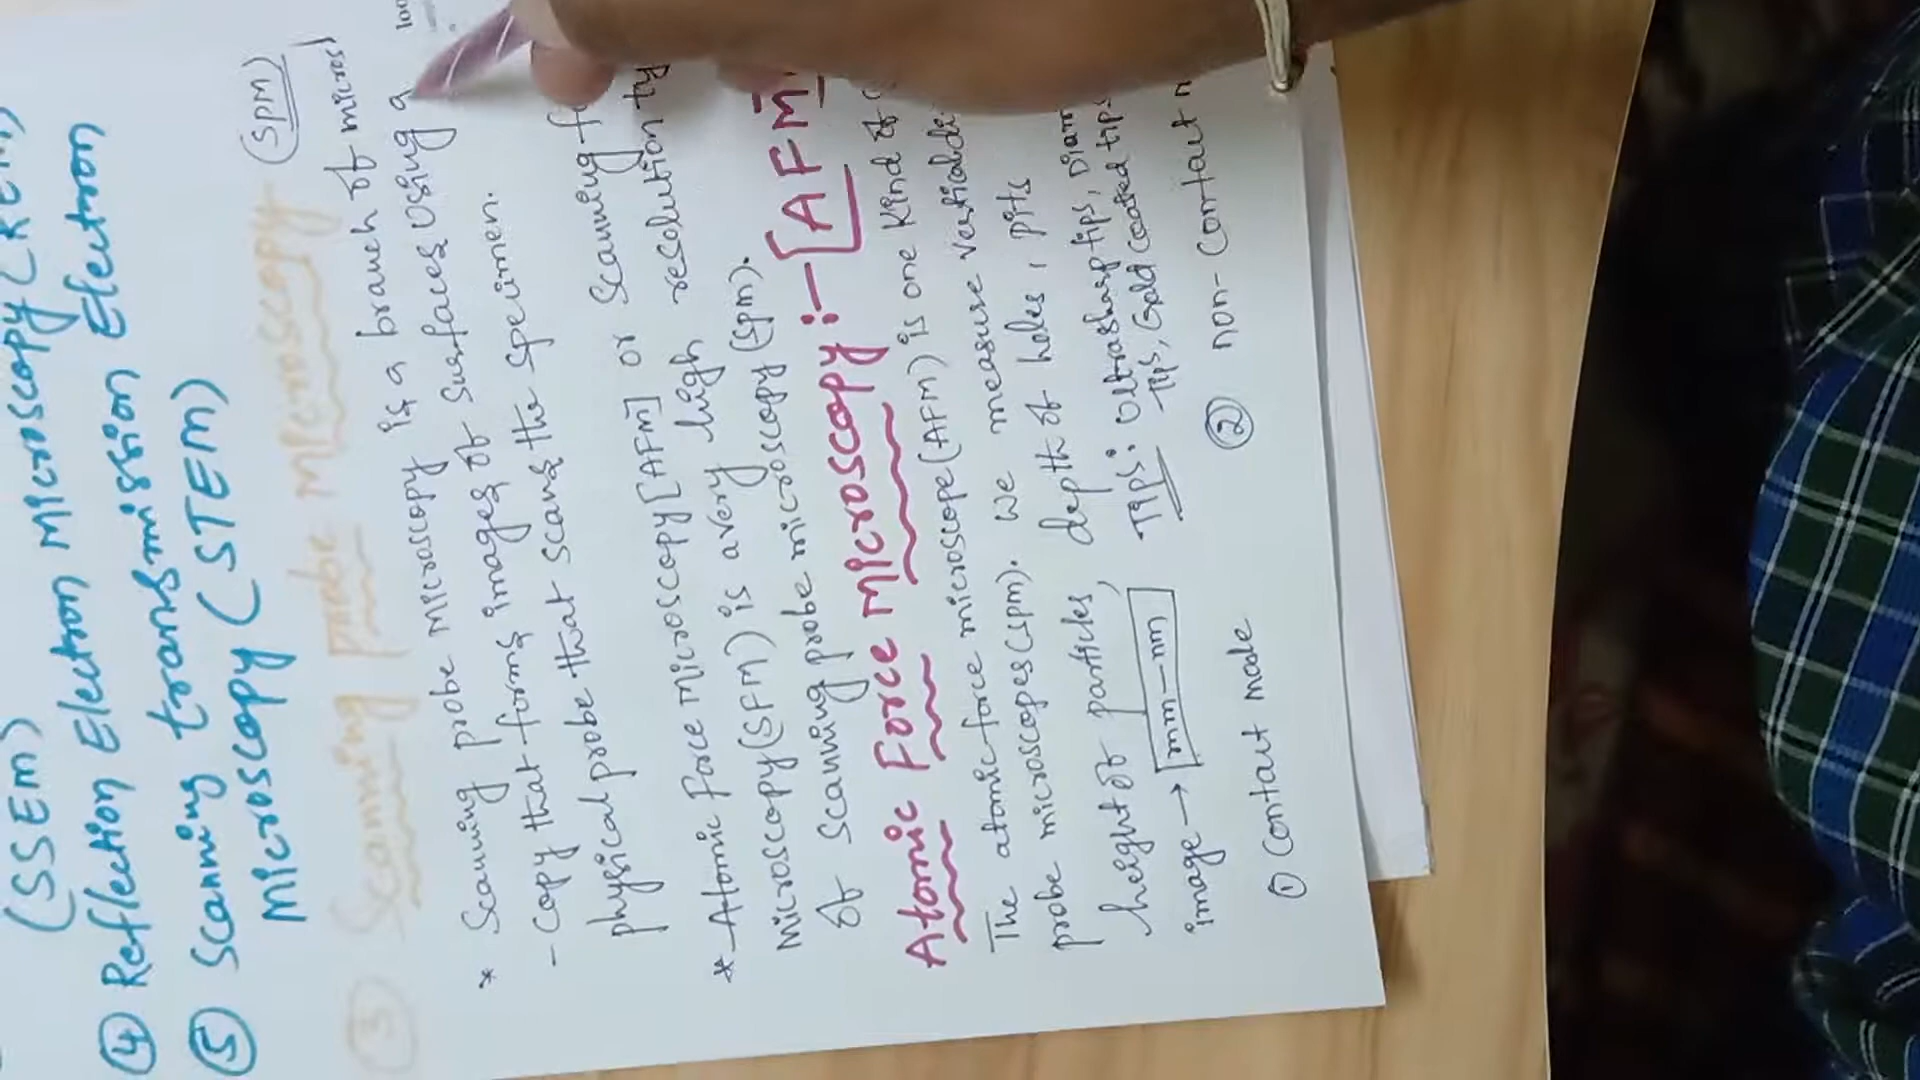 (SSEM)
④ Reflection Electron Microscopy (REM)
⑤ Scanning transmission Electron
Microscopy (STEM)
③ Scanning probe Microscopy (SPM)
* Scanning probe microscopy is a branch of micros
-copy that forms images of surfaces using a
physical probe that scans the specimen.
* Atomic Force Microscopy [AFM] or Scanning
Microscopy (SFM) is a very high resolution
of scanning probe microscopy (SPM).
Atomic Force Microscopy :- [AFM
The atomic force microscope (AFM) is one kind of
probe microscopes (SPM). we measure
height of particles, depth of holes, pits
image → mm-nm
Tips: Ultrasharp tips,
-Tips, Gold coated tips
① Contact mode ② non-Contact